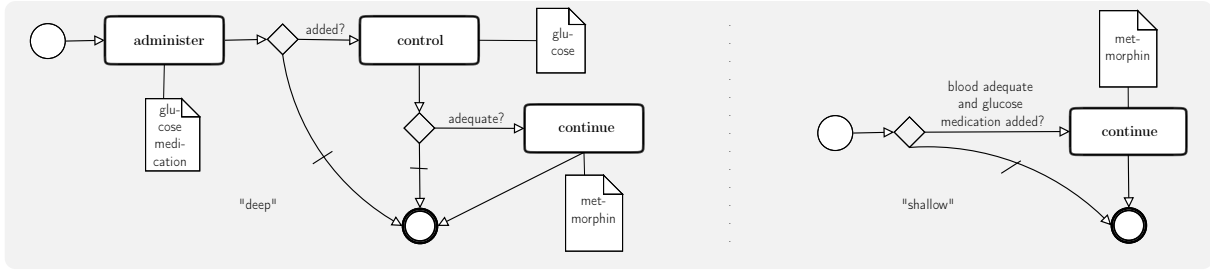 administer
added?
control
glu-
cose
glu-
cose
medi-
cation
adequate?
continue
met-
morphin
"deep"
met-
morphin
blood adequate
and glucose
medication added?
continue
"shallow"